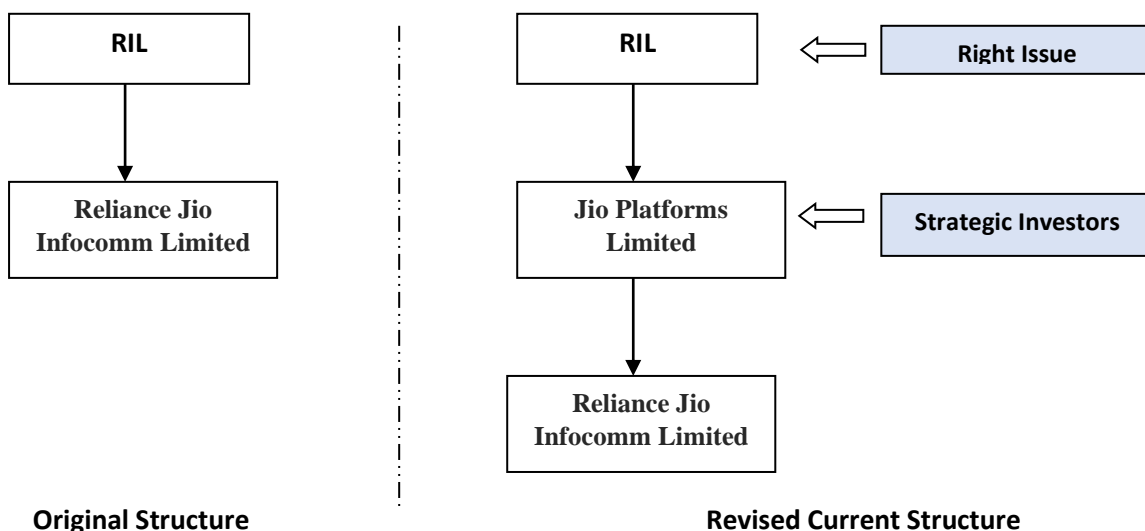 RIL
Reliance Jio
Infocomm Limited
Original Structure
RIL
Right Issue
Jio Platforms
Limited
Strategic Investors
Reliance Jio
Infocomm Limited
Revised Current Structure